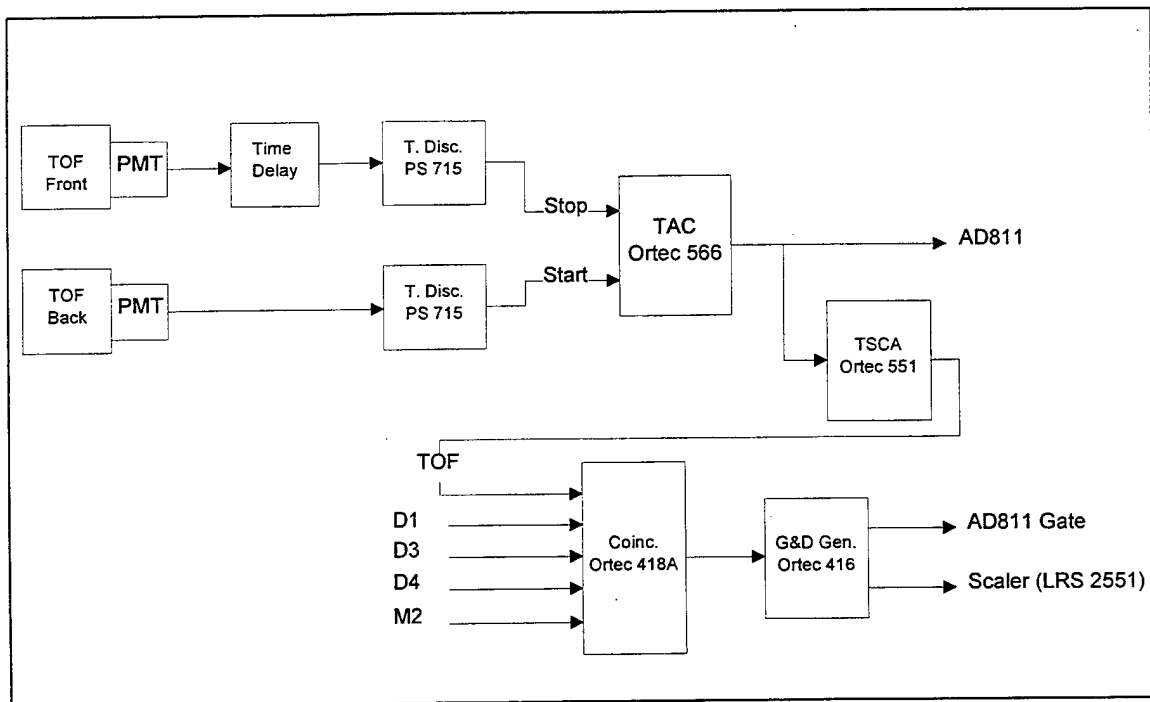 TOF
Front
PMT
Time
Delay
T. Disc.
PS 715
Stop
TAC
Ortec 566
AD811
TOF
Back
PMT
T. Disc.
PS 715
Start
TSCA
Ortec 551
TOF
D1
D3
D4
M2
Coinc.
Ortec 418A
G&D Gen.
Ortec 416
AD811 Gate
Scaler (LRS 2551)